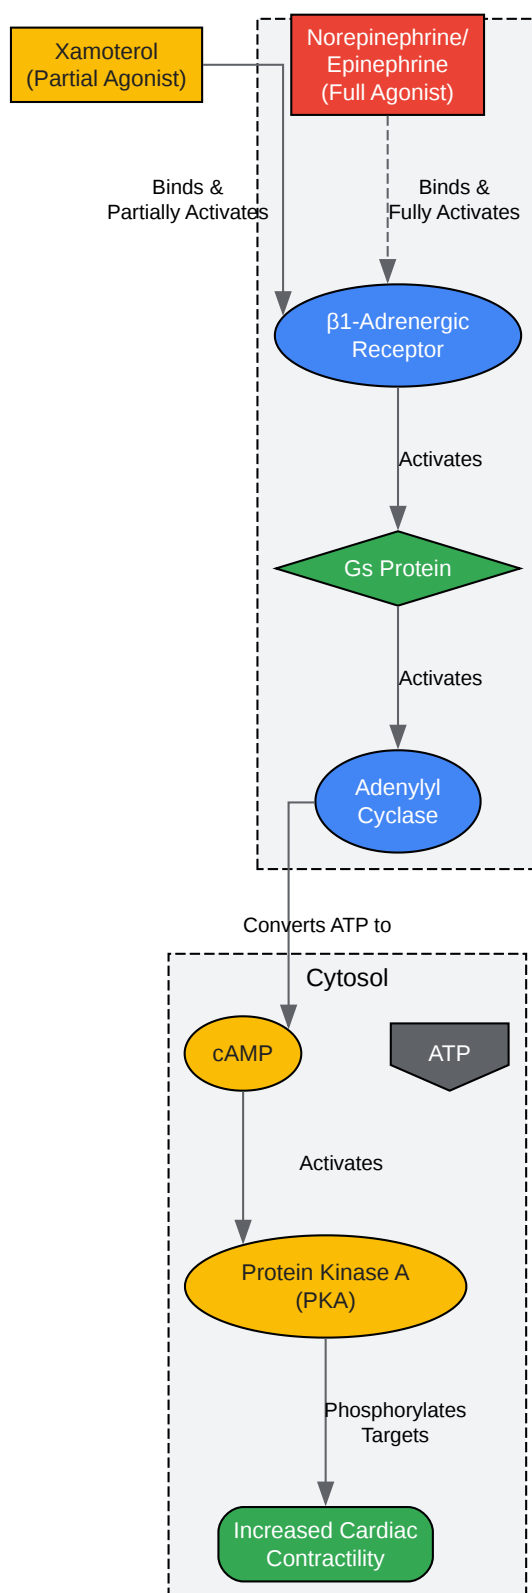 Xamoterol
(Partial Agonist)
Norepinephrine/
Epinephrine
(Full Agonist)
Binds &
Partially Activates
Binds &
Fully Activates
β1-Adrenergic
Receptor
Activates
Gs Protein
Activates
Adenylyl
Cyclase
Converts ATP to
Cytosol
cAMP
ATP
Activates
Protein Kinase A
(PKA)
Phosphorylates
Targets
Increased Cardiac
Contractility